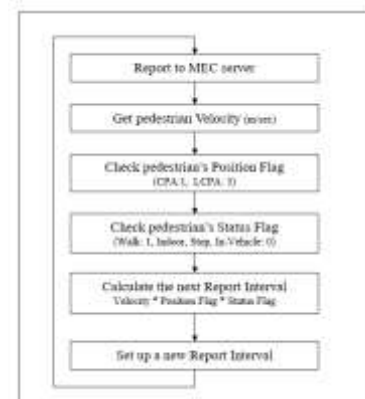 Report to MEC server
Get pedestrian Velocity (m/sec)
Check pedestrian's Position Flag
(CPA:1, LCPA:
Check pedestrian's Status Flag
(Walk: 1, Indoor, Stop, In-Vehicle: 0)
Calculate the next Report Interval
Velocity * Position Flag * Status Flag
Set up a new Report Interval